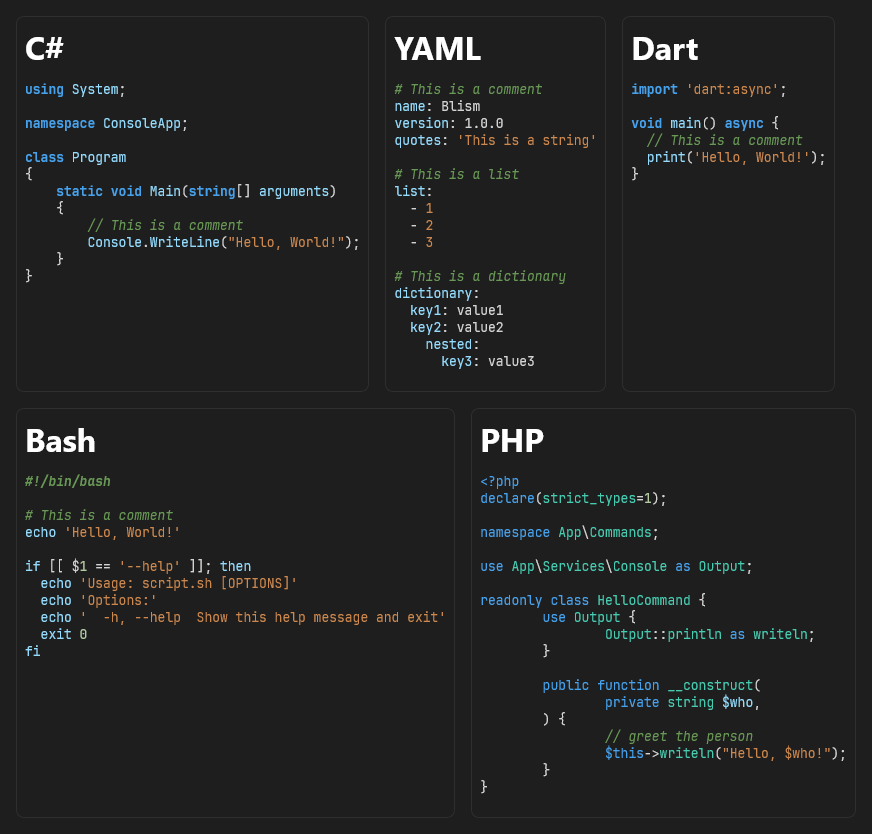 C#
using System;

namespace ConsoleApp;

class Program
{
    static void Main(string[] arguments)
    {
        // This is a comment
        Console.WriteLine("Hello, World!");
    }
}
YAML
# This is a comment
name: Blism
version: 1.0.0
quotes: 'This is a string'

# This is a list
list:
  - 1
  - 2
  - 3

# This is a dictionary
dictionary:
  key1: value1
  key2: value2
    nested:
      key3: value3
Dart
import 'dart:async';

void main() async {
  // This is a comment
  print('Hello, World!');
}
Bash
#!/bin/bash

# This is a comment
echo 'Hello, World!'

if [[ $1 == '--help' ]]; then
  echo 'Usage: script.sh [OPTIONS]'
  echo 'Options:'
  echo '  -h, --help  Show this help message and exit'
  exit 0
fi
PHP
<?php
declare(strict_types=1);

namespace App\Commands;

use App\Services\Console as Output;

readonly class HelloCommand {
        use Output {
                Output::println as writeln;
        }

        public function __construct(
                private string $who,
        ) {
                // greet the person
                $this->writeln("Hello, $who!");
        }
}